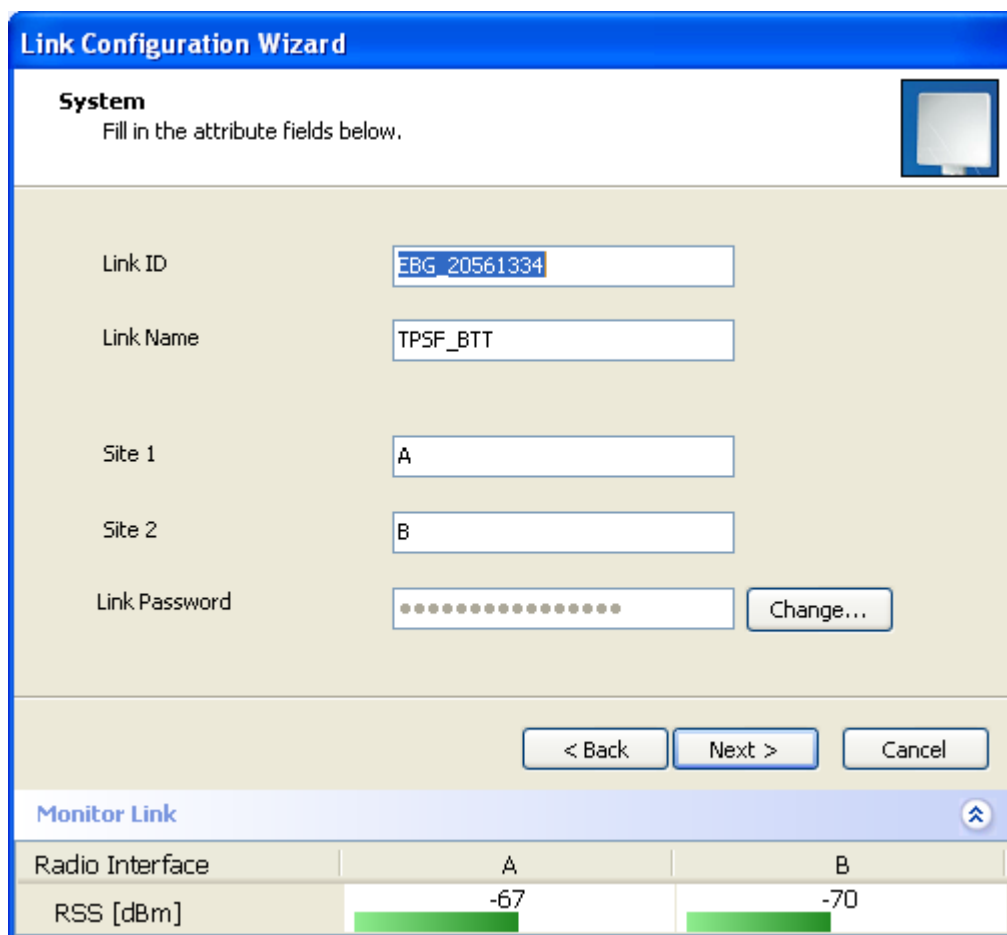 Link Configuration Wizard
System
Fill in the attribute fields below.
Link ID EBG_20561334
Link Name TPSF_BTT
Site 1 A
Site 2 B
Link Password ●●●●●●●●●●●●●●●● Change...
< Back Next > Cancel
Monitor Link
Radio Interface A B
RSS [dBm] -67 -70